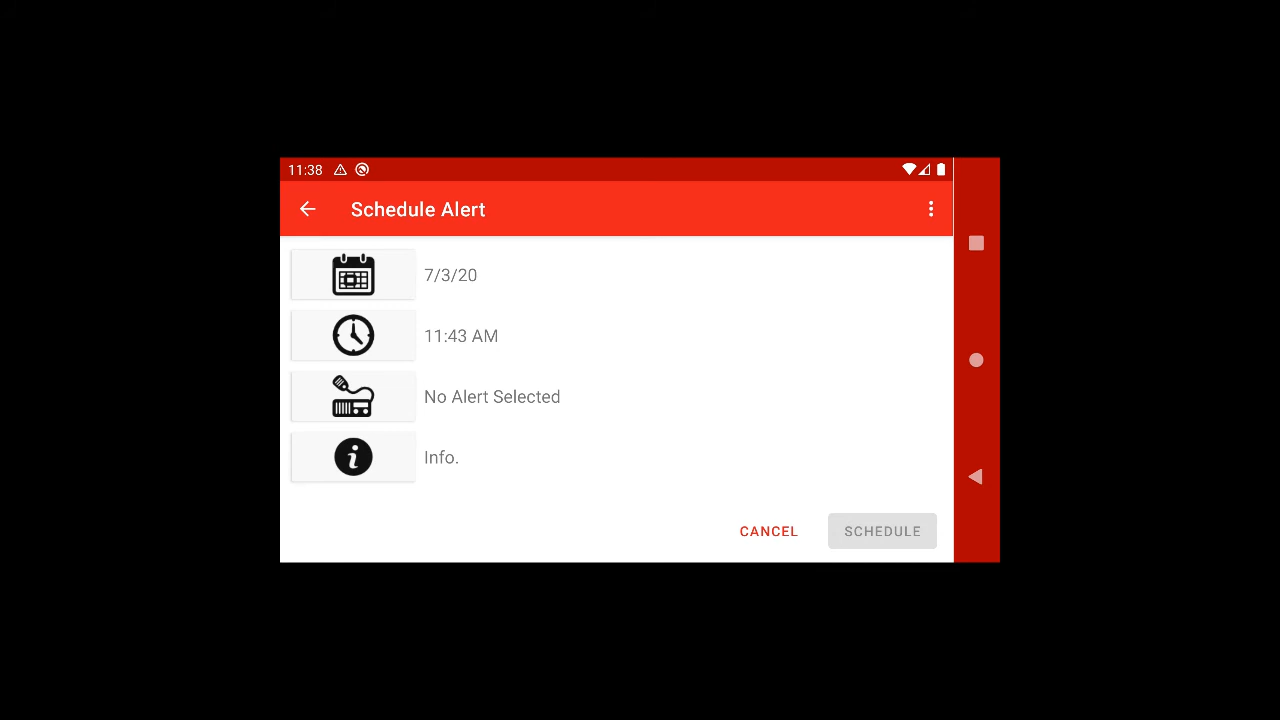 11:38
Schedule Alert
7/3/20
11:43 AM
No Alert Selected
Info.
CANCEL
SCHEDULE